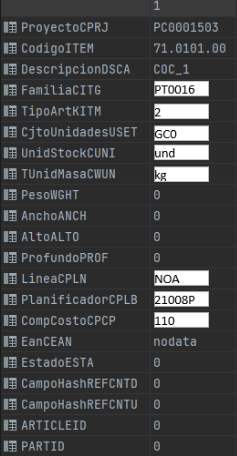 1
ProyectoCPRJ PC0001503
CodigoITEM 71.0101.00
DescripcionDSCA COC_1
FamiliaCITG PT0016
TipoArtKITM 2
CjtoUnidadesUSET GC0
UnidStockCUNI und
TUnidMasaCWUN kg
PesoWGHT 0
AnchoANCH 0
AltoALTO 0
ProfundoPROF 0
LineaCPLN NOA
PlanificadorCPLB 21008P
CompCostoCPCP 110
EanCEAN nodata
EstadoESTA 0
CampoHashREFCNTD 0
CampoHashREFCNTU 0
ARTICLEID 0
PARTID 0